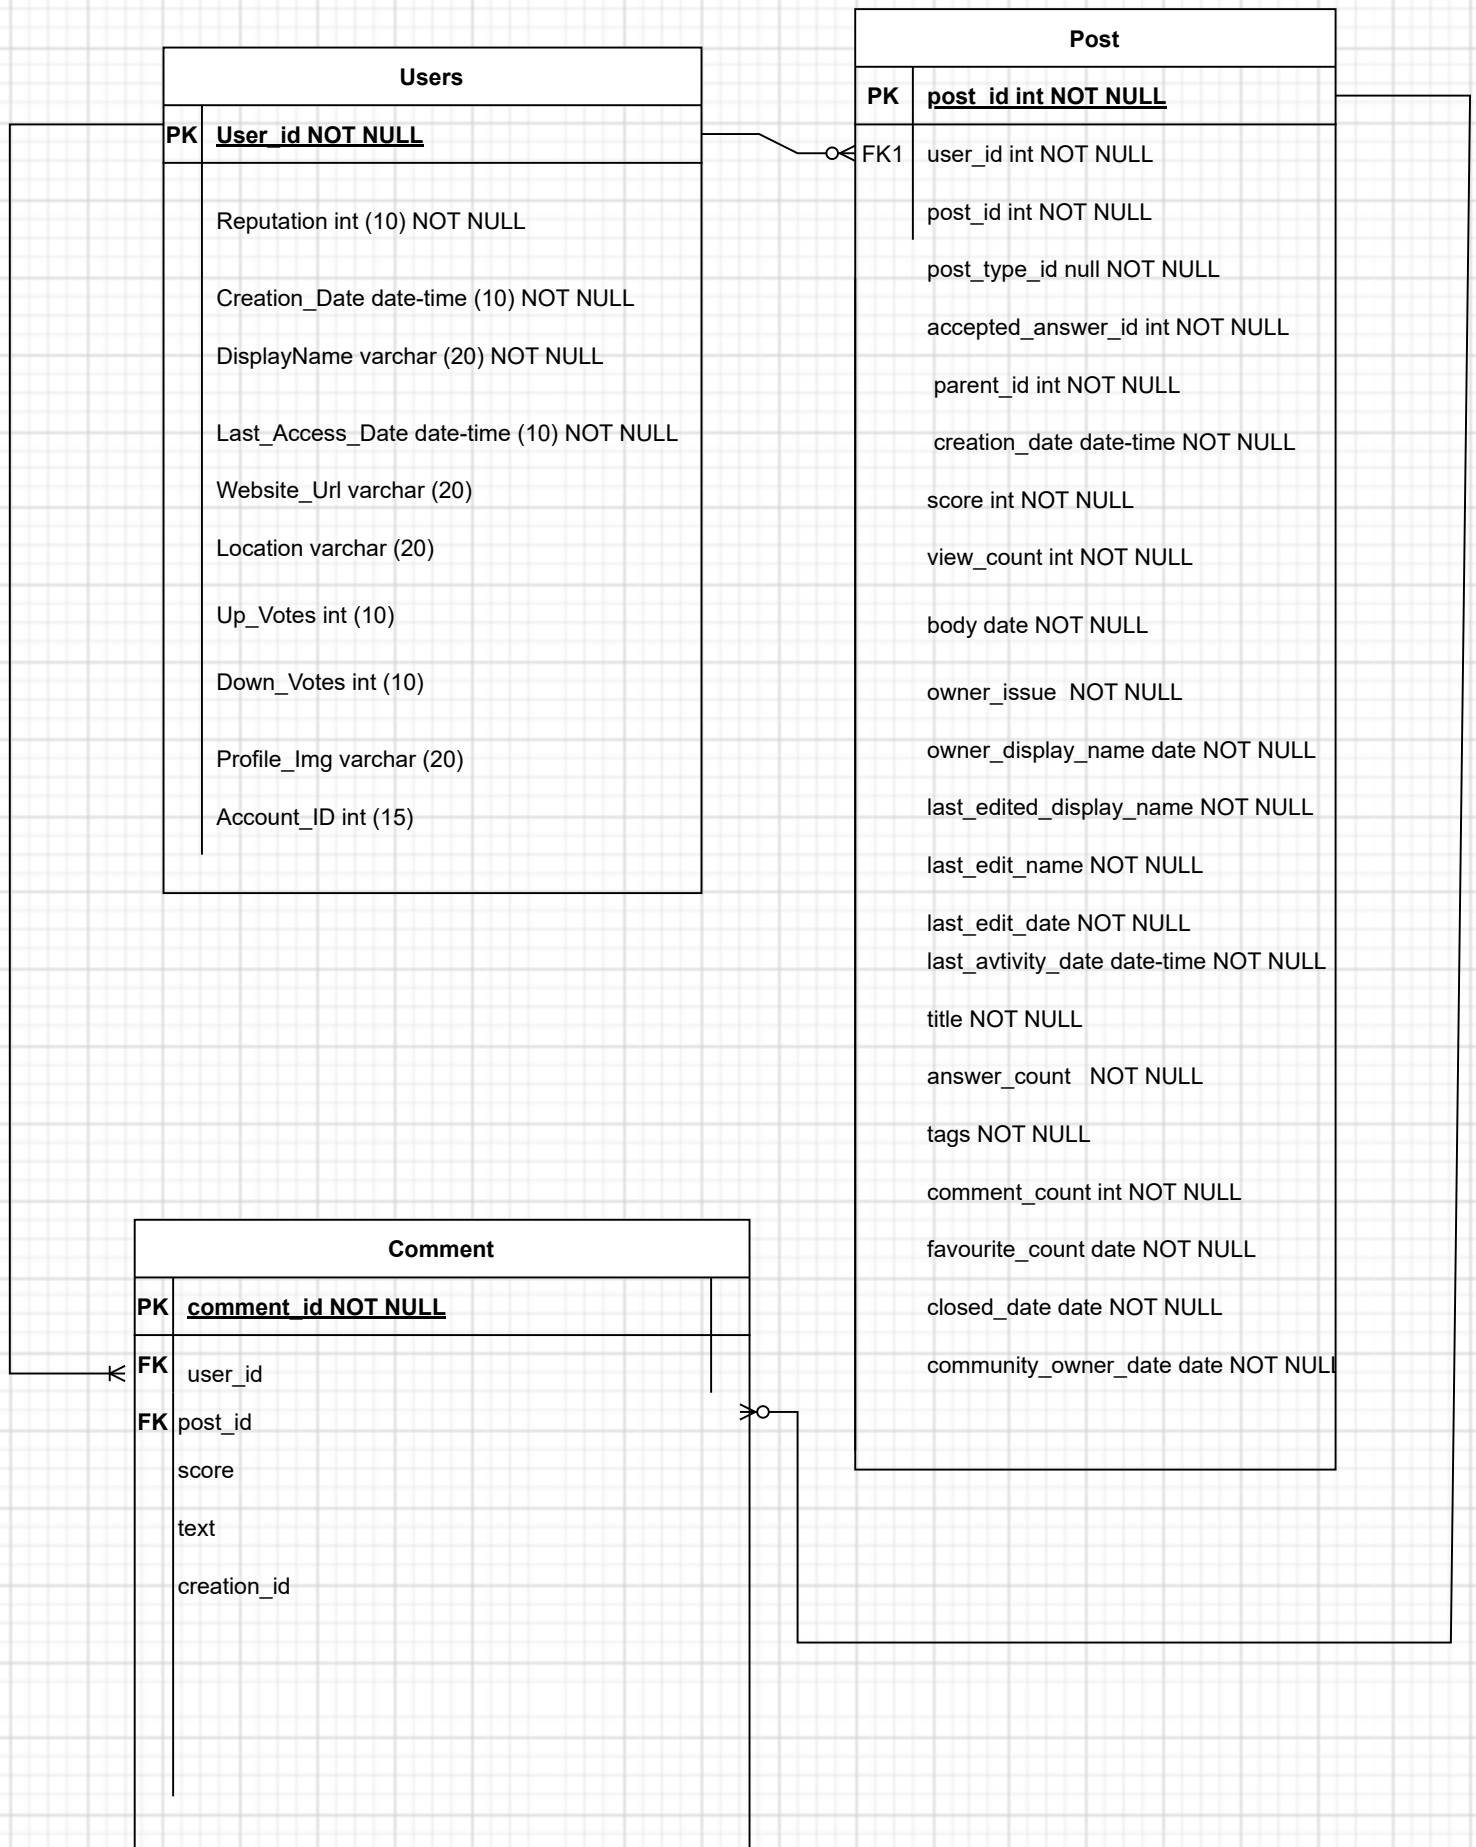 Users
PK User_id NOT NULL
Reputation int (10) NOT NULL
Creation_Date date-time (10) NOT NULL
DisplayName varchar (20) NOT NULL
Last_Access_Date date-time (10) NOT NULL
Website_Url varchar (20)
Location varchar (20)
Up_Votes int (10)
Down_Votes int (10)
Profile_Img varchar (20)
Account_ID int (15)
Post
PK post_id int NOT NULL
FK1 user_id int NOT NULL
post_id int NOT NULL
post_type_id null NOT NULL
accepted_answer_id int NOT NULL
parent_id int NOT NULL
creation_date date-time NOT NULL
score int NOT NULL
view_count int NOT NULL
body date NOT NULL
owner_issue NOT NULL
owner_display_name date NOT NULL
last_edited_display_name NOT NULL
last_edit_name NOT NULL
last_edit_date NOT NULL
last_avtivity_date date-time NOT NULL
title NOT NULL
answer_count NOT NULL
tags NOT NULL
comment_count int NOT NULL
favourite_count date NOT NULL
closed_date date NOT NULL
community_owner_date date NOT NULL
Comment
PK comment_id NOT NULL
FK user_id
FK post_id
score
text
creation_id